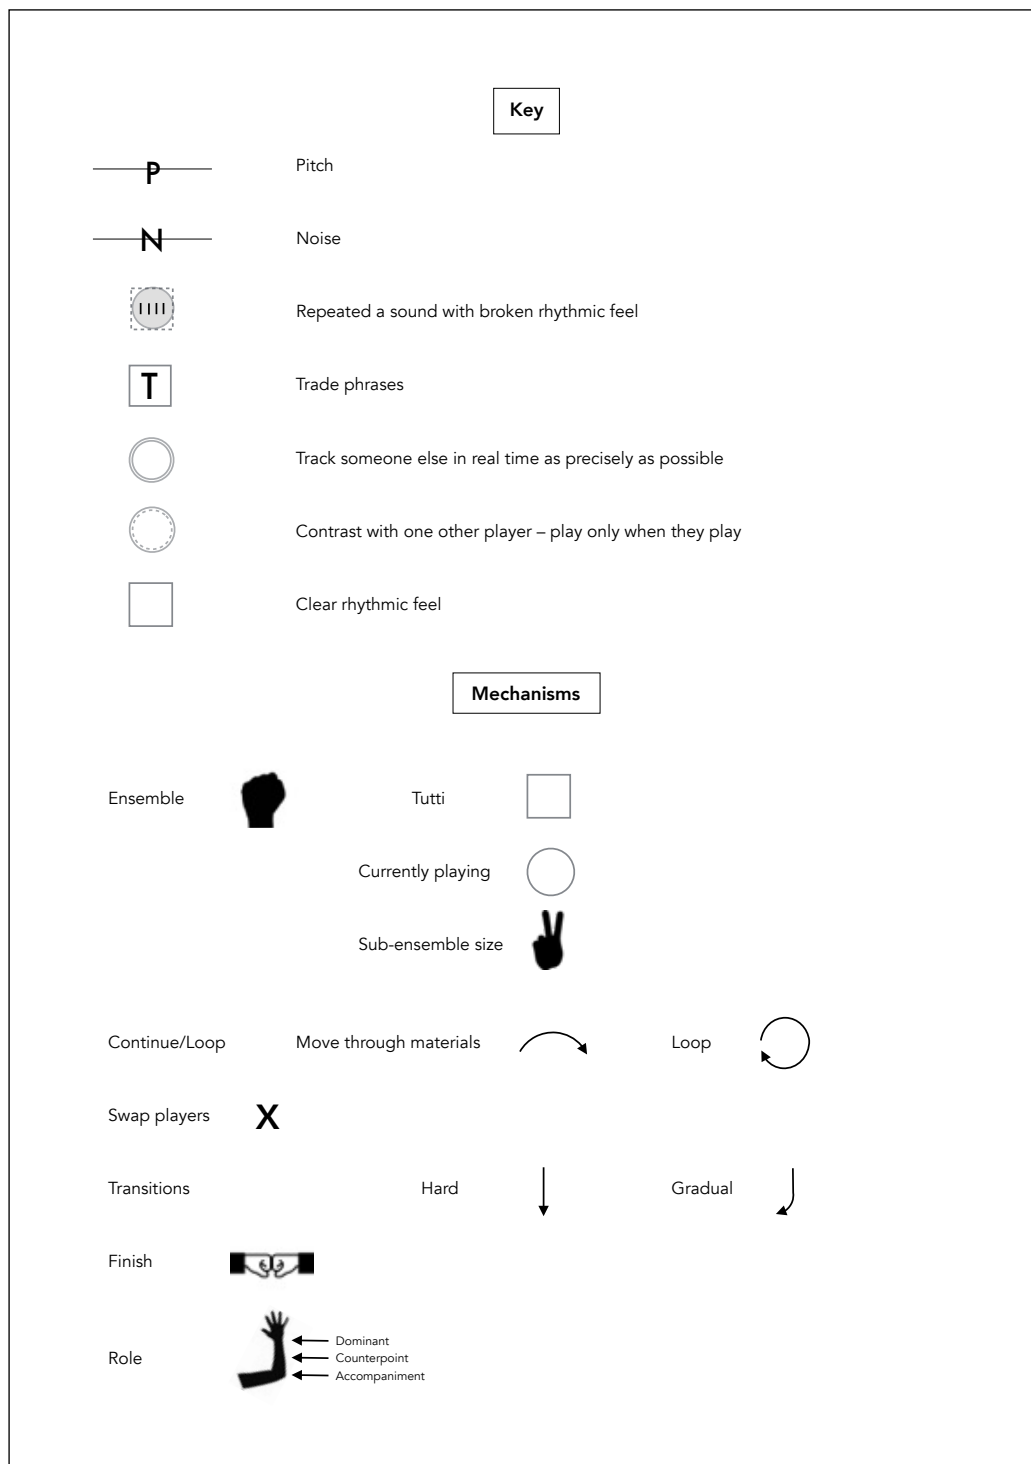 Key
P Pitch
N Noise
Repeated a sound with broken rhythmic feel
T Trade phrases
Track someone else in real time as precisely as possible
Contrast with one other player – play only when they play
Clear rhythmic feel
Mechanisms
Ensemble Tutti
Currently playing
Sub-ensemble size
Continue/Loop Move through materials Loop
Swap players X
Transitions Hard Gradual
Finish
Dominant
Role Counterpoint
Accompaniment